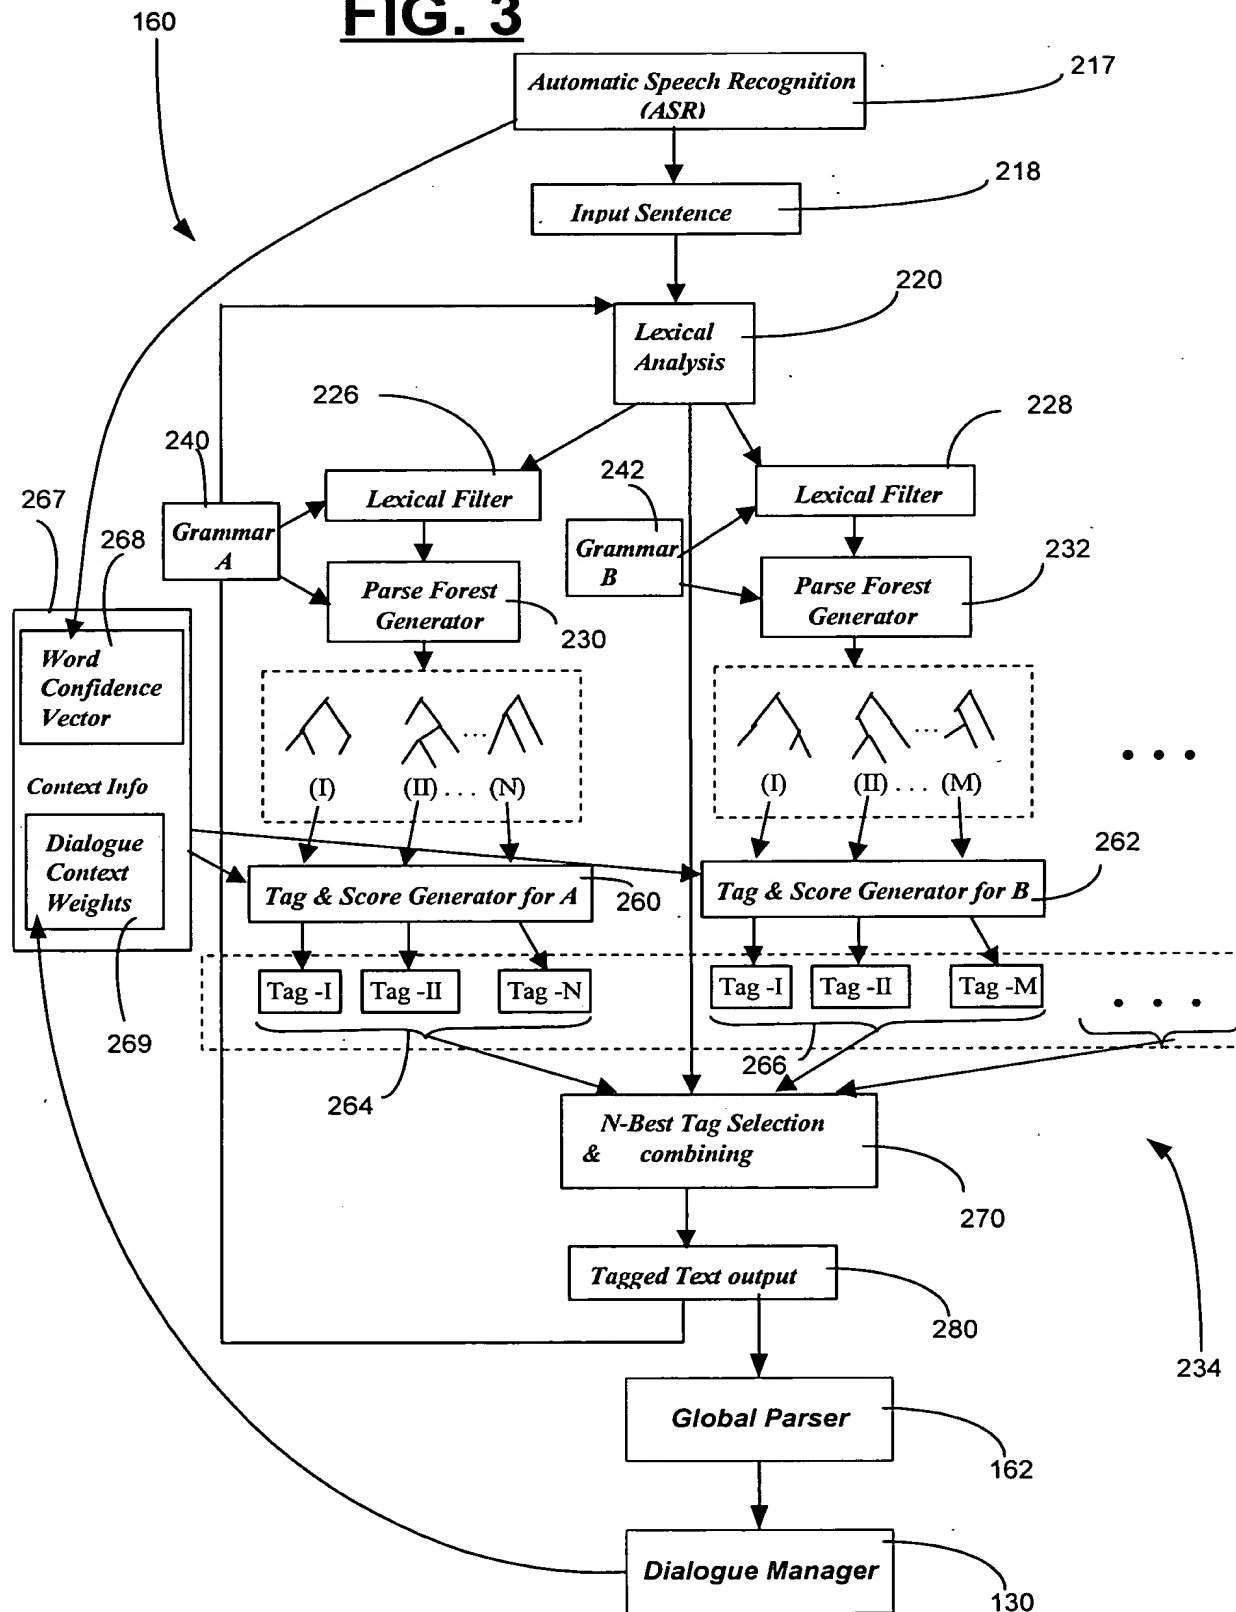 FIG. 3
160
Automatic Speech Recognition
(ASR)
217
Input Sentence
218
220
Lexical
Analysis
226
228
240
242
Lexical Filter
Lexical Filter
267
Grammar
A
268
Grammar
B
232
Parse Forest
Generator
230
Parse Forest
Generator
Word
Confidence
Vector
...
...
• • •
Context Info
(I)
(II) . . . (N)
(I)
(II) . . . (M)
Dialogue
Context
Weights
262
Tag & Score Generator for A
260
Tag & Score Generator for B
Tag -I
Tag -II
Tag -N
Tag -I
Tag -II
Tag -M
• • •
269
264
266
N-Best Tag Selection
& combining
270
Tagged Text output
280
234
Global Parser
162
Dialogue Manager
130